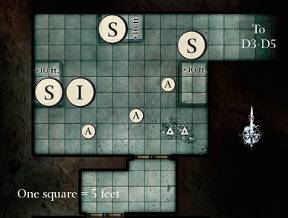 S
+10 ft.
S
To
D3-D5
+10 ft.
S
I
+10 ft.
A
A
A
One square = 5 feet